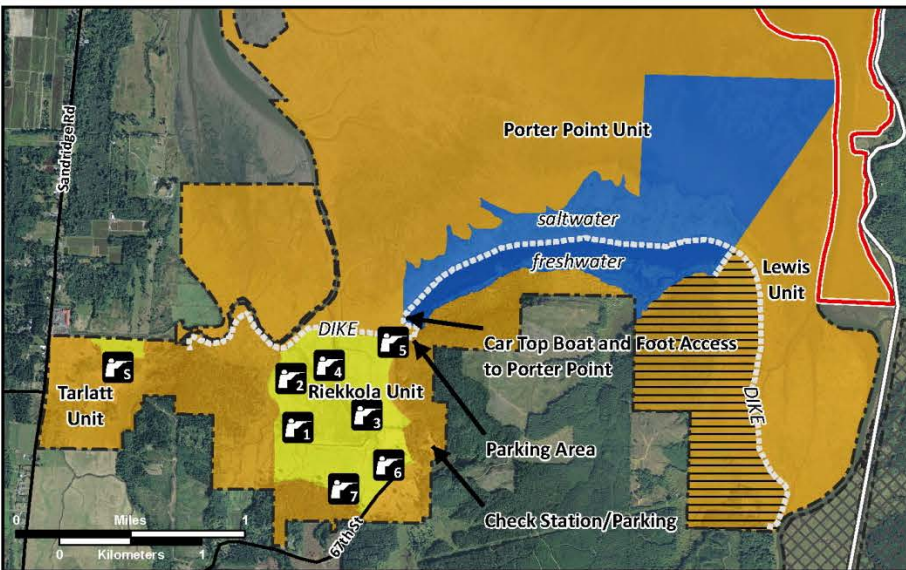 Sandridge Rd
Porter Point Unit
saltwater
freshwater
Lewis
Unit
DIKE
5
Car Top Boat and Foot Access
to Porter Point
S
Tarlatt
Unit
2
4
Riekkola Unit
3
1
DIKE
Parking Area
6
7
67th St
Check Station/Parking
0 Miles 1
0 Kilometers 1